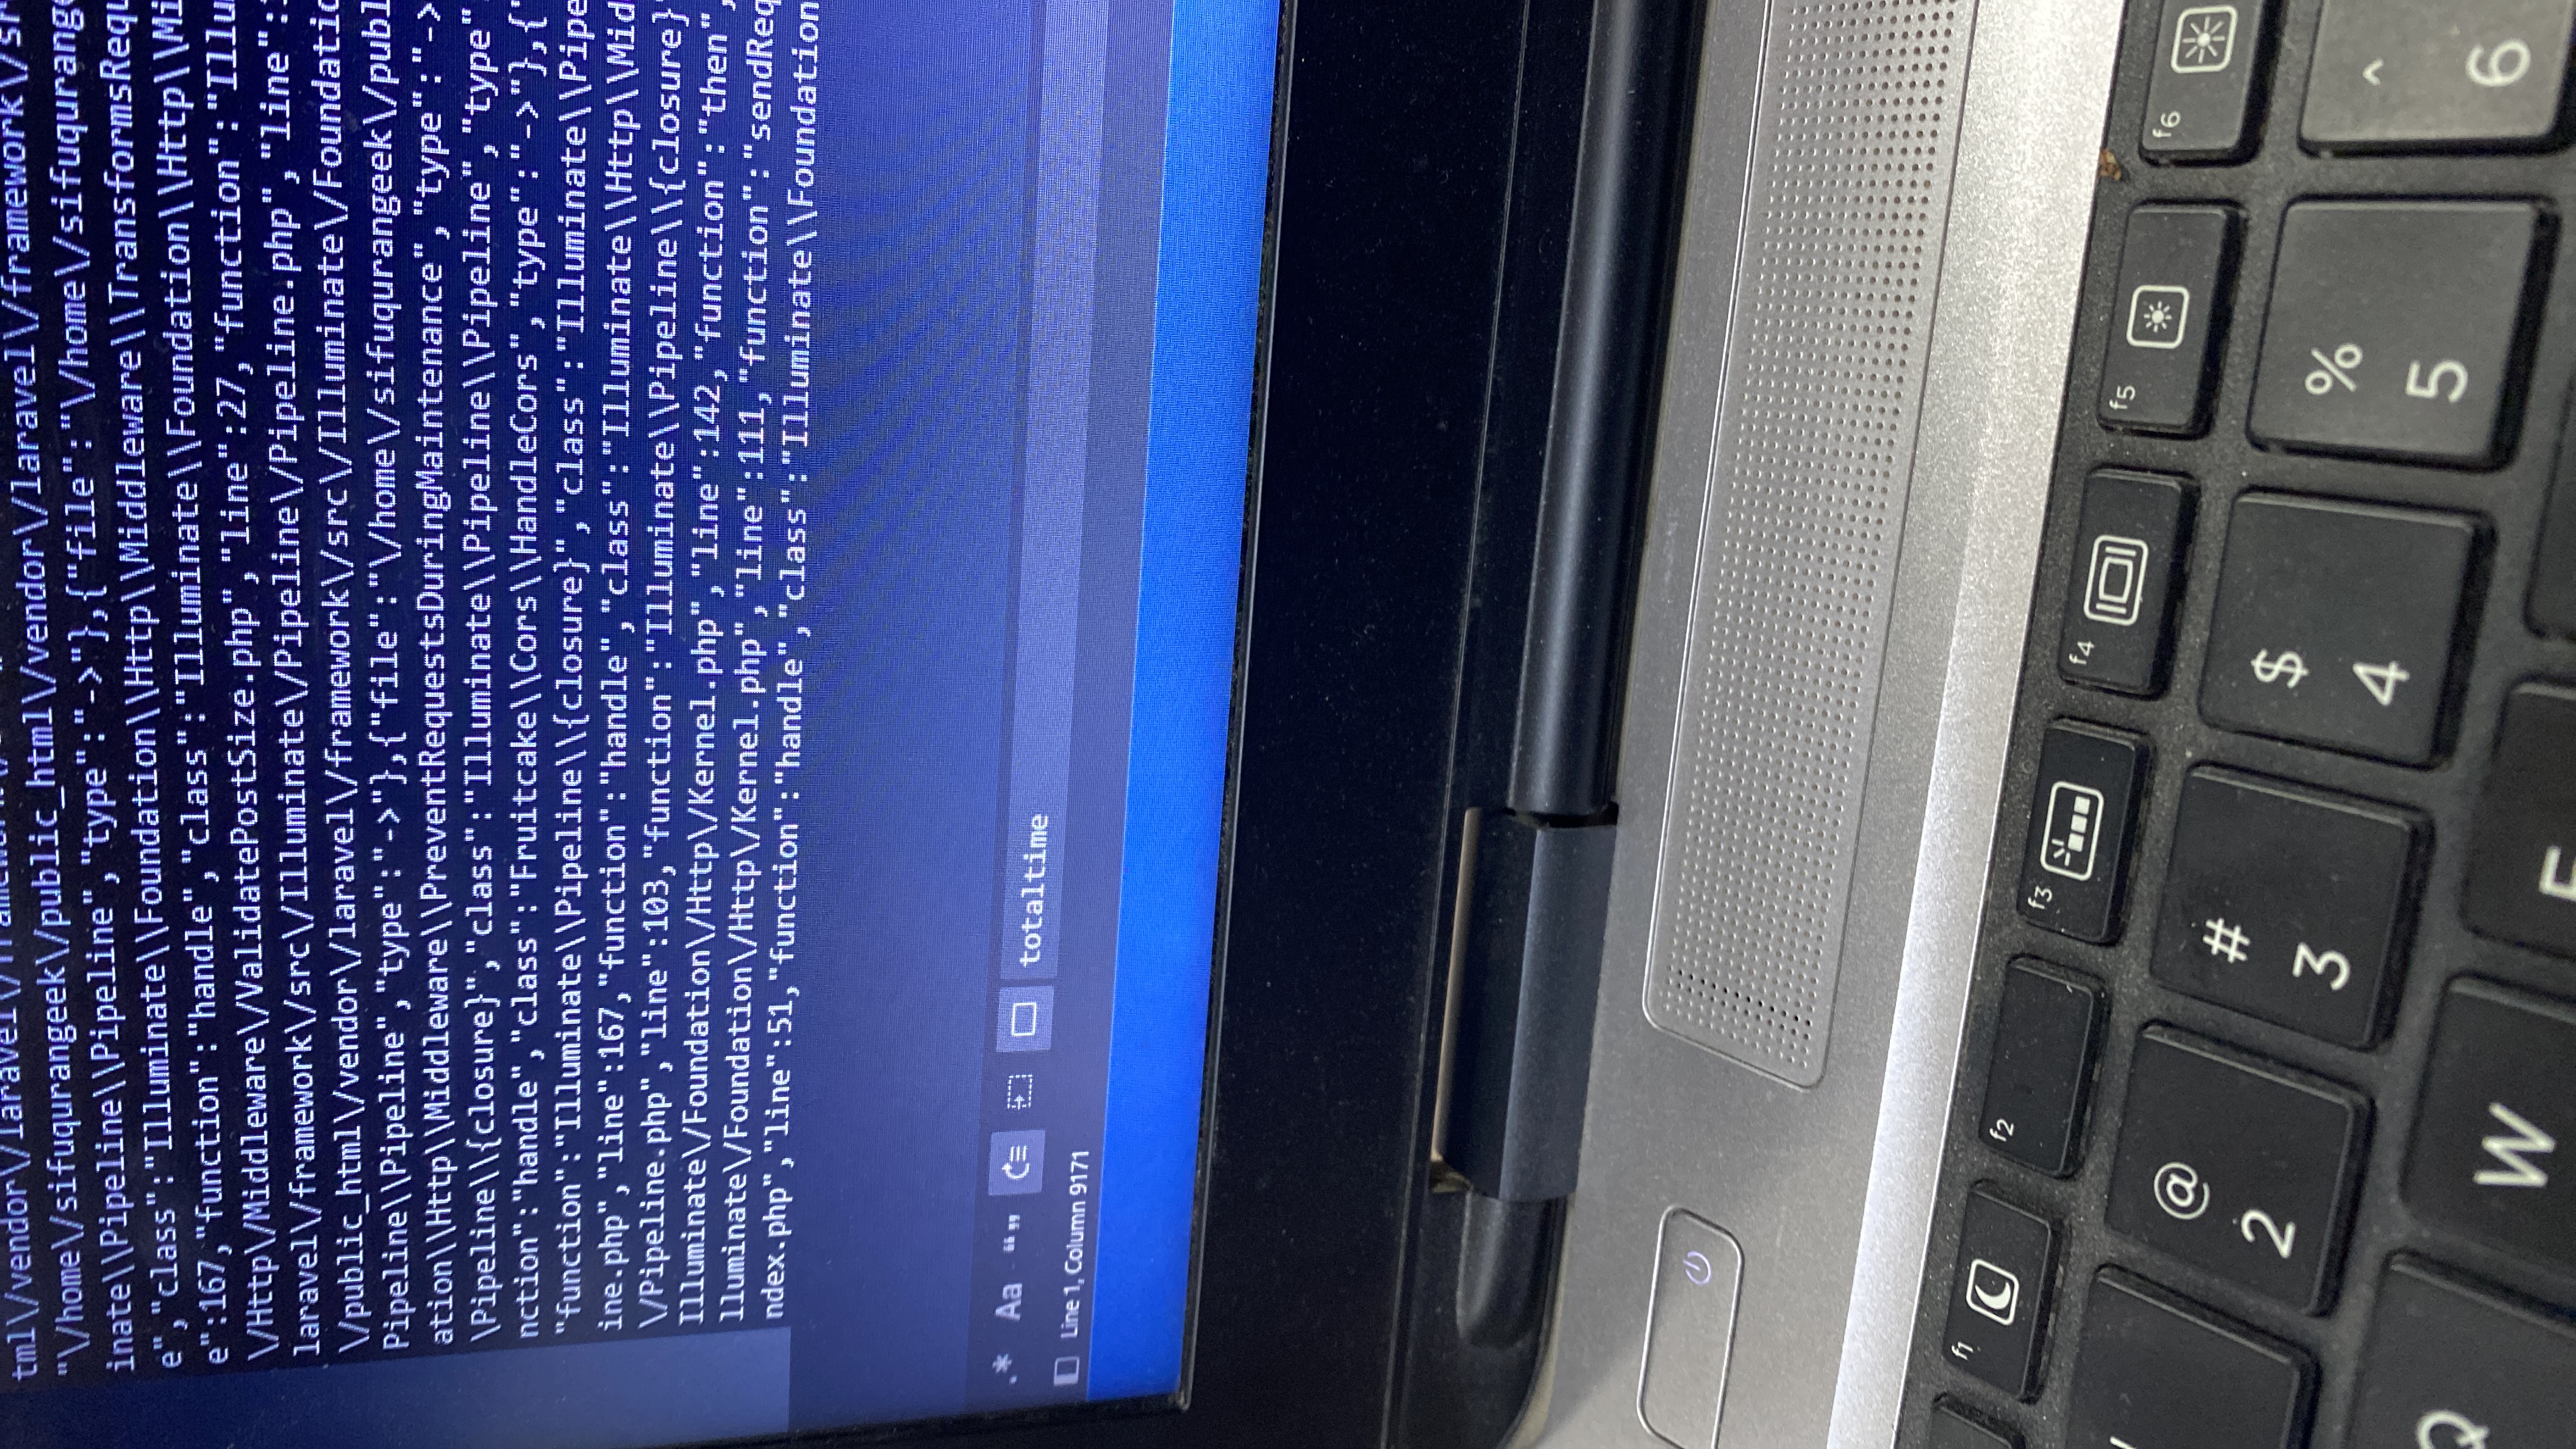 tml\/vendor\/laravel\/
"\/home\/sifuqurangeek\/public_html\/vendor\/laravel\/framework\/sr
inate\\Pipeline\\Pipeline","type":"->"},{"file":"\/home\/sifuqurange
e","class":"Illuminate\\Foundation\\Http\\Middleware\\TransformsRequ
e":167,"function":"handle","class":"Illuminate\\Foundation\\Http\\Mi
\/Http\/Middleware\/ValidatePostSize.php","line":27,"function":"Illu
laravel\/framework\/src\/Illuminate\/Pipeline\/Pipeline.php","line":
\/public_html\/vendor\/laravel\/framework\/src\/Illuminate\/Foundatio
Pipeline\\Pipeline","type":"->"},{"file":"\/home\/sifuqurangeek\/publ
ation\\Http\\Middleware\\PreventRequestsDuringMaintenance","type":"->
\Pipeline\\{closure}","class":"Illuminate\\Pipeline\\Pipeline","type"
nction":"handle","class":"Fruitcake\\Cors\\HandleCors","type":"->"},{"
"function":"Illuminate\\Pipeline\\{closure}","class":"Illuminate\\Pipe
ine.php","line":167,"function":"handle","class":"Illuminate\\Http\\Mid
\/Pipeline.php","line":103,"function":"Illuminate\\Pipeline\\{closure}"
Illuminate\/Foundation\/Http\/Kernel.php","line":142,"function":"then",
lluminate\/Foundation\/Http\/Kernel.php","line":111,"function":"sendReq
ndex.php","line":51,"function":"handle","class":"Illuminate\\Foundation
.* Aa “” totaltime
Line 1, Column 9171
f1 f2 f3 f4 f5 f6
@ # $ % ^
2 3 4 5 6
Q W